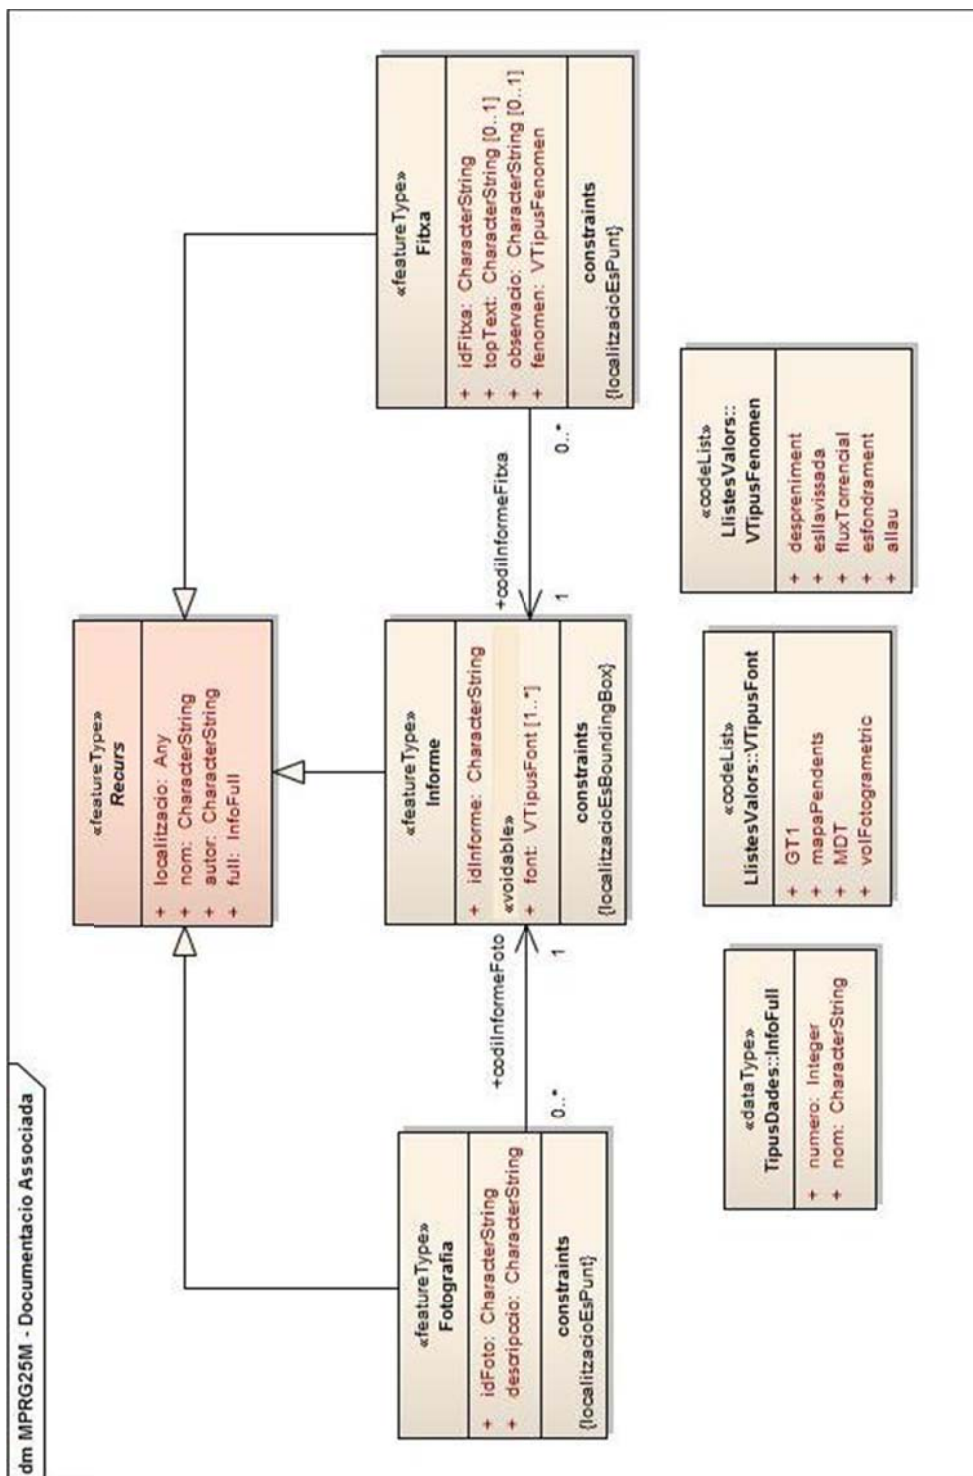 dm MPRG25M - Documentacio Associada
«featureType»
Recurs
+ localitzacio: Any
+ nom: CharacterString
+ autor: CharacterString
+ full: InfoFull
«featureType»
Fotografia
+ idFoto: CharacterString
+ descripccio: CharacterString
constraints
{localitzacioEsPunt}
+codiInformeFoto
0..*
1
«featureType»
Informe
+ idInforme: CharacterString
«voidable»
+ font: VTipusFont [1..*]
constraints
{localitzacioEsBoundingBox}
+codiInformeFitxa
1
0..*
«featureType»
Fitxa
+ idFitxa: CharacterString
+ topText: CharacterString [0..1]
+ observacio: CharacterString [0..1]
+ fenomen: VTipusFenomen
constraints
{localitzacioEsPunt}
«dataType»
TipusDades::InfoFull
+ numero: Integer
+ nom: CharacterString
«codeList»
LlistesValors::VTipusFont
+ GT1
+ mapaPendents
+ MDT
+ volFotogrametric
«codeList»
LlistesValors::
VTipusFenomen
+ despreniment
+ esllavissada
+ fluxTorrencial
+ esfondrament
+ allau